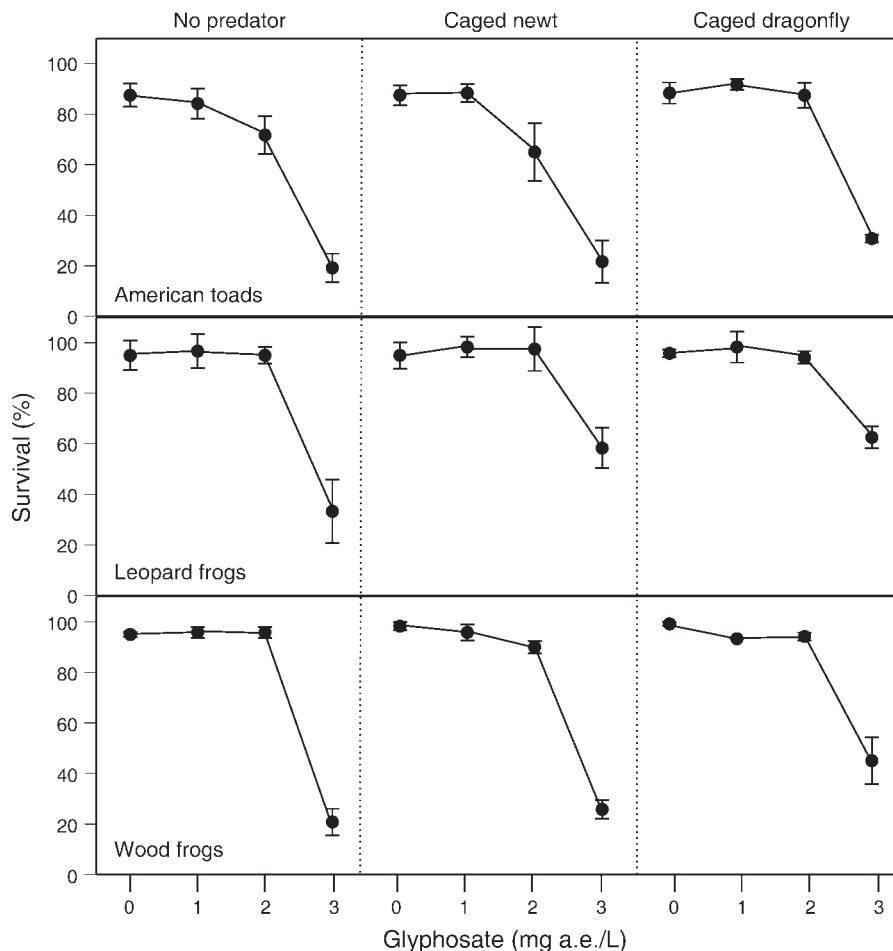 No predator Caged newt Caged dragonfly
100
80
60
40
20
0
American toads
100
80
60
40
20
0
Leopard frogs
100
80
60
40
20
0
Wood frogs
Survival (%)
0 1 2 3 0 1 2 3 0 1 2 3
Glyphosate (mg a.e./L)